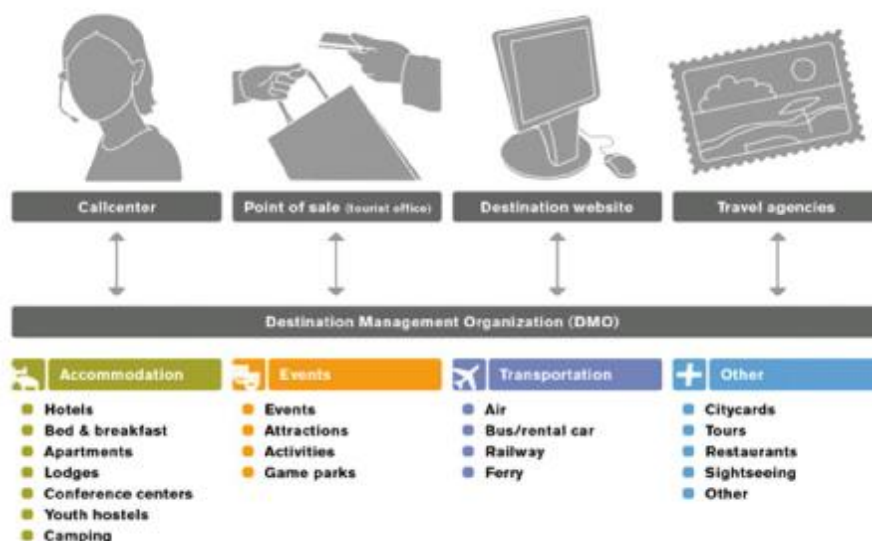 Callcenter
Point of sale (tourist office)
Destination website
Travel agencies
Destination Management Organization (DMO)
Accommodation
Hotels
Bed & breakfast
Apartments
Lodges
Conference centers
Youth hostels
Camping
Events
Events
Attractions
Activities
Game parks
Transportation
Air
Bus/rental car
Railway
Ferry
Other
Citycards
Tours
Restaurants
Sightseeing
Other